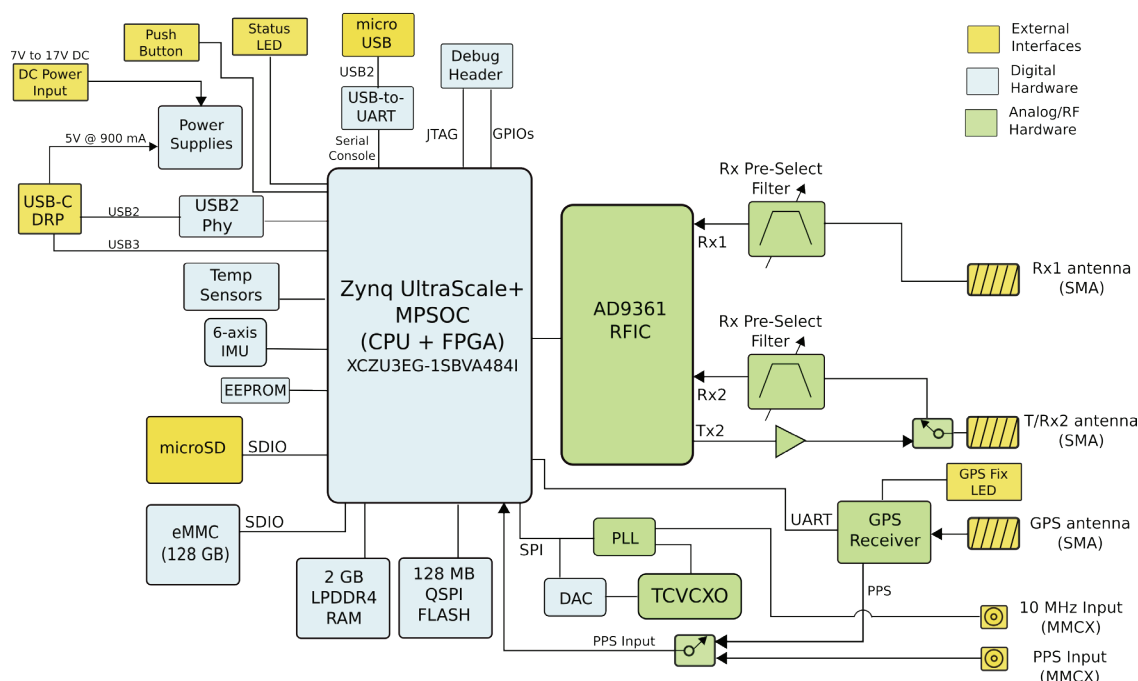 Push
Button
Status
LED
micro
USB
USB2
USB-to-
UART
Serial
Console
Debug
Header
JTAG
GPIOs
7V to 17V DC
DC Power
Input
Power
Supplies
5V @ 900 mA
USB-C
DRP
USB2
USB3
USB2
Phy
Temp
Sensors
6-axis
IMU
EEPROM
microSD
SDIO
eMMC
(128 GB)
SDIO
2 GB
LPDDR4
RAM
128 MB
QSPI
FLASH
Zynq UltraScale+
MPSOC
(CPU + FPGA)
XCZU3EG-1SBVA484I
AD9361
RFIC
External
Interfaces
Digital
Hardware
Analog/RF
Hardware
Rx Pre-Select
Filter
Rx1
Rx1 antenna
(SMA)
Rx Pre-Select
Filter
Rx2
Tx2
T/Rx2 antenna
(SMA)
GPS Fix
LED
UART
GPS
Receiver
GPS antenna
(SMA)
SPI
PLL
DAC
TCVCXO
PPS
10 MHz Input
(MMCX)
PPS Input
PPS Input
(MMCX)